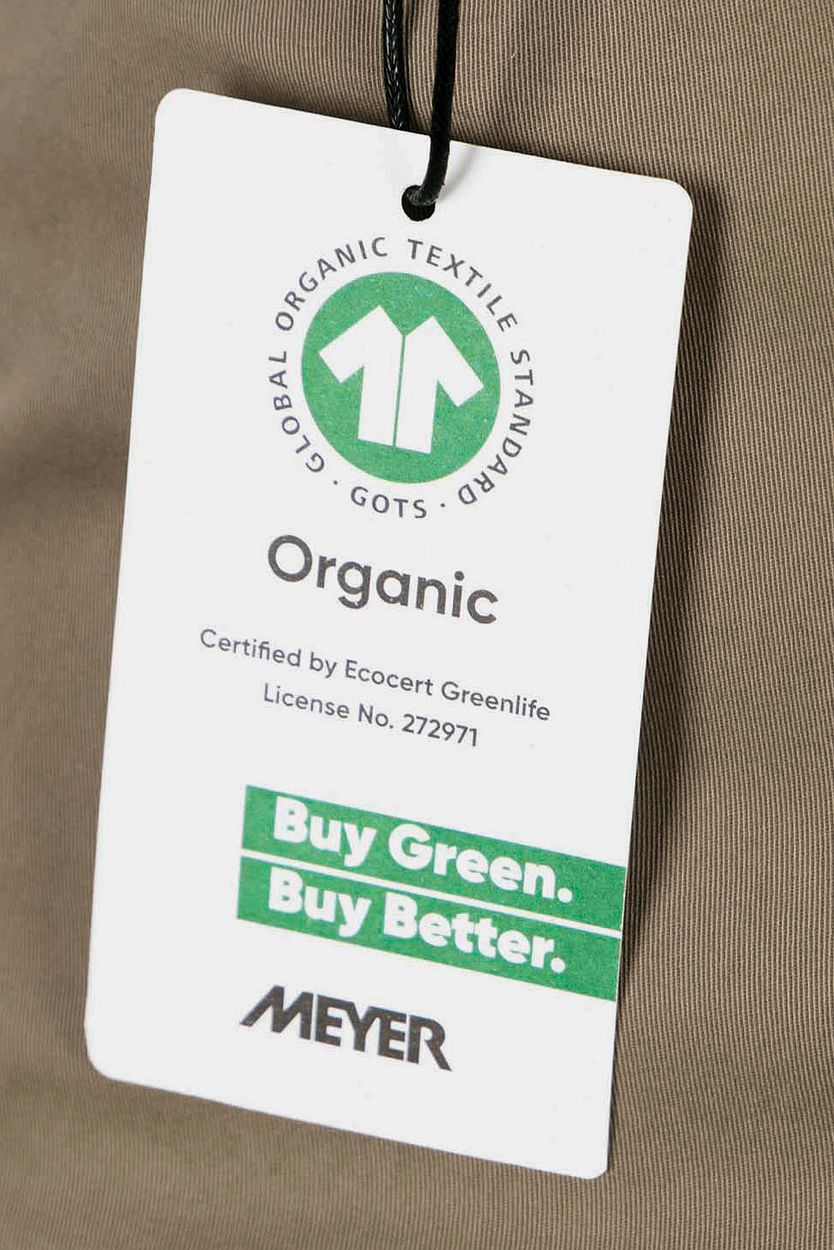 GLOBAL ORGANIC TEXTILE STANDARD · GOTS ·
Organic
Certified by Ecocert Greenlife
License No. 272971
Buy Green.
Buy Better.
MEYER